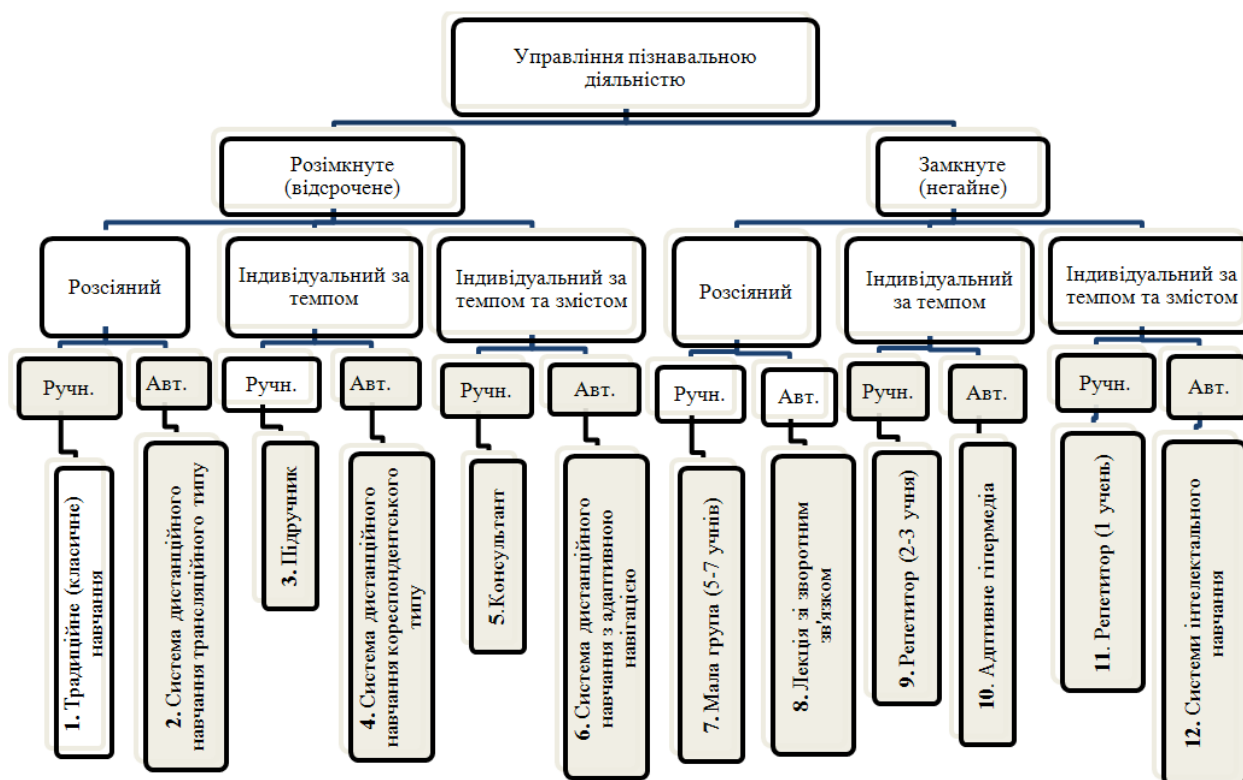 Управління пізнавальною
діяльністю
Розімкнуте
(відсрочене)
Замкнуте
(негайне)
Розсіяний
Індивідуальний за
темпом
Індивідуальний за
темпом та змістом
Розсіяний
Індивідуальний
за темпом
Індивідуальний за
темпом та змістом
Ручн.
Авт.
Ручн.
Авт.
Ручн.
Авт.
Ручн.
Авт.
Ручн.
Авт.
Ручн.
Авт.
1. Традиційне (класичне)
навчання
2. Система дистанційного
навчання трансляційного типу
3. Підручник
4. Система дистанційного
навчання кореспондентського
типу
5.Консультант
6. Система дистанційного
навчання з адаптивною
навігацією
7. Мала група (5-7 учнів)
8. Лекція зі зворотним
зв'язком
9. Репетитор (2-3 учня)
10. Адптивне гіпермедіа
11. Репетитор (1 учень)
12. Системи інтелектального
навчання